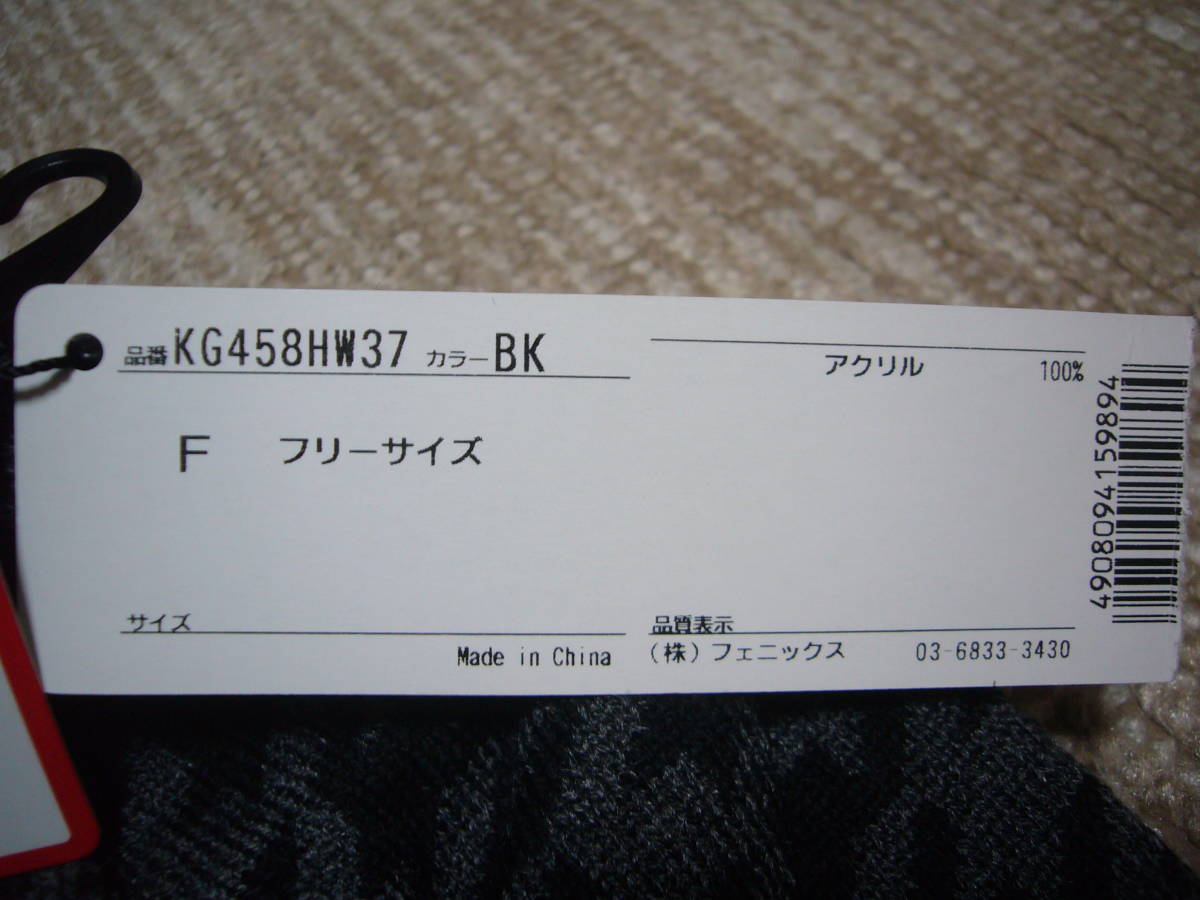 品番 KG458HW37 カラー BK
F フリーサイズ
サイズ
Made in China
アクリル 100%
品質表示
(株)フェニックス 03-6833-3430
4908094159894